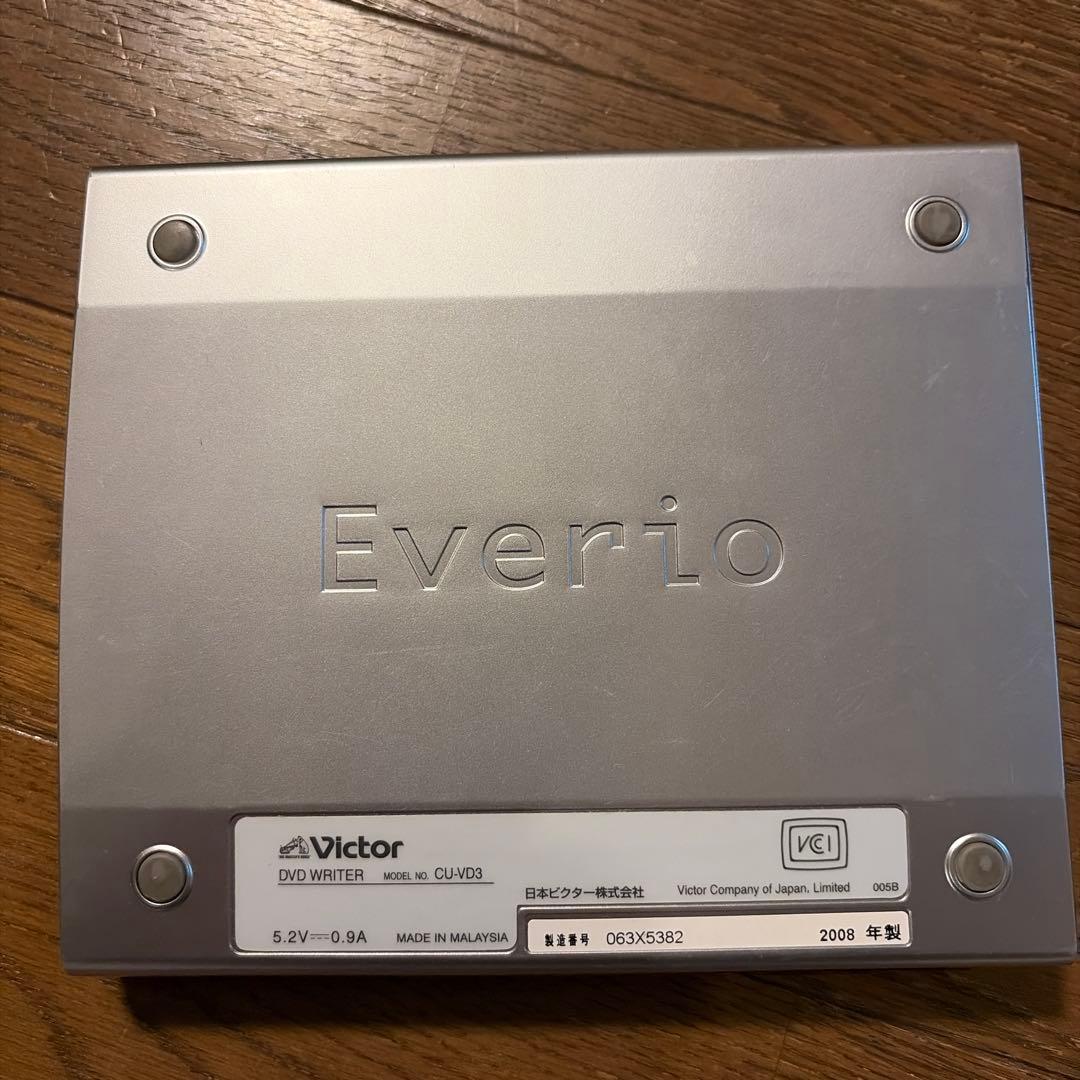 Everio
Victor
DVD WRITER MODEL NO. CU-VD3
VCI
日本ビクター株式会社 Victor Company of Japan, Limited 005B
5.2V⎓0.9A MADE IN MALAYSIA
製造番号 063X5382 2008 年製